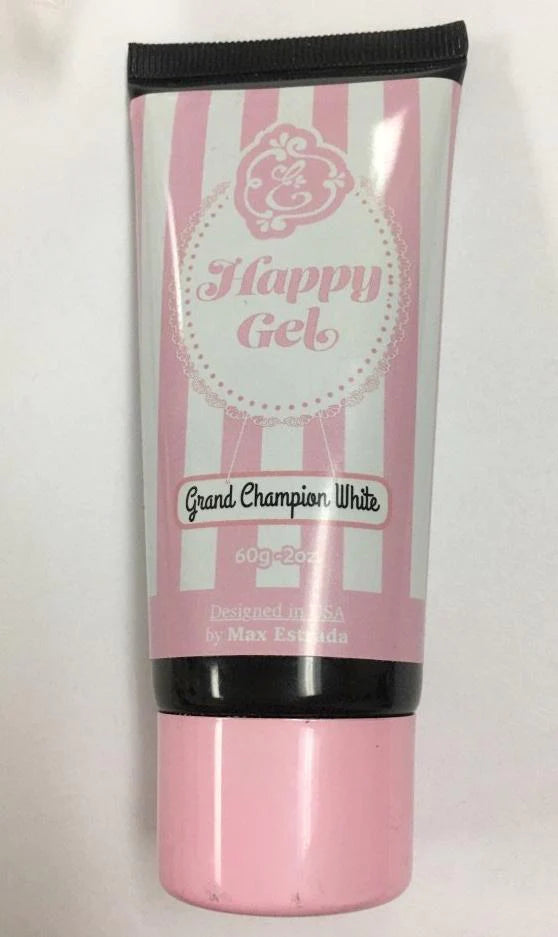 E
Happy
Gel
Grand Champion White
60g-2oz
Designed in USA
by Max Estrada